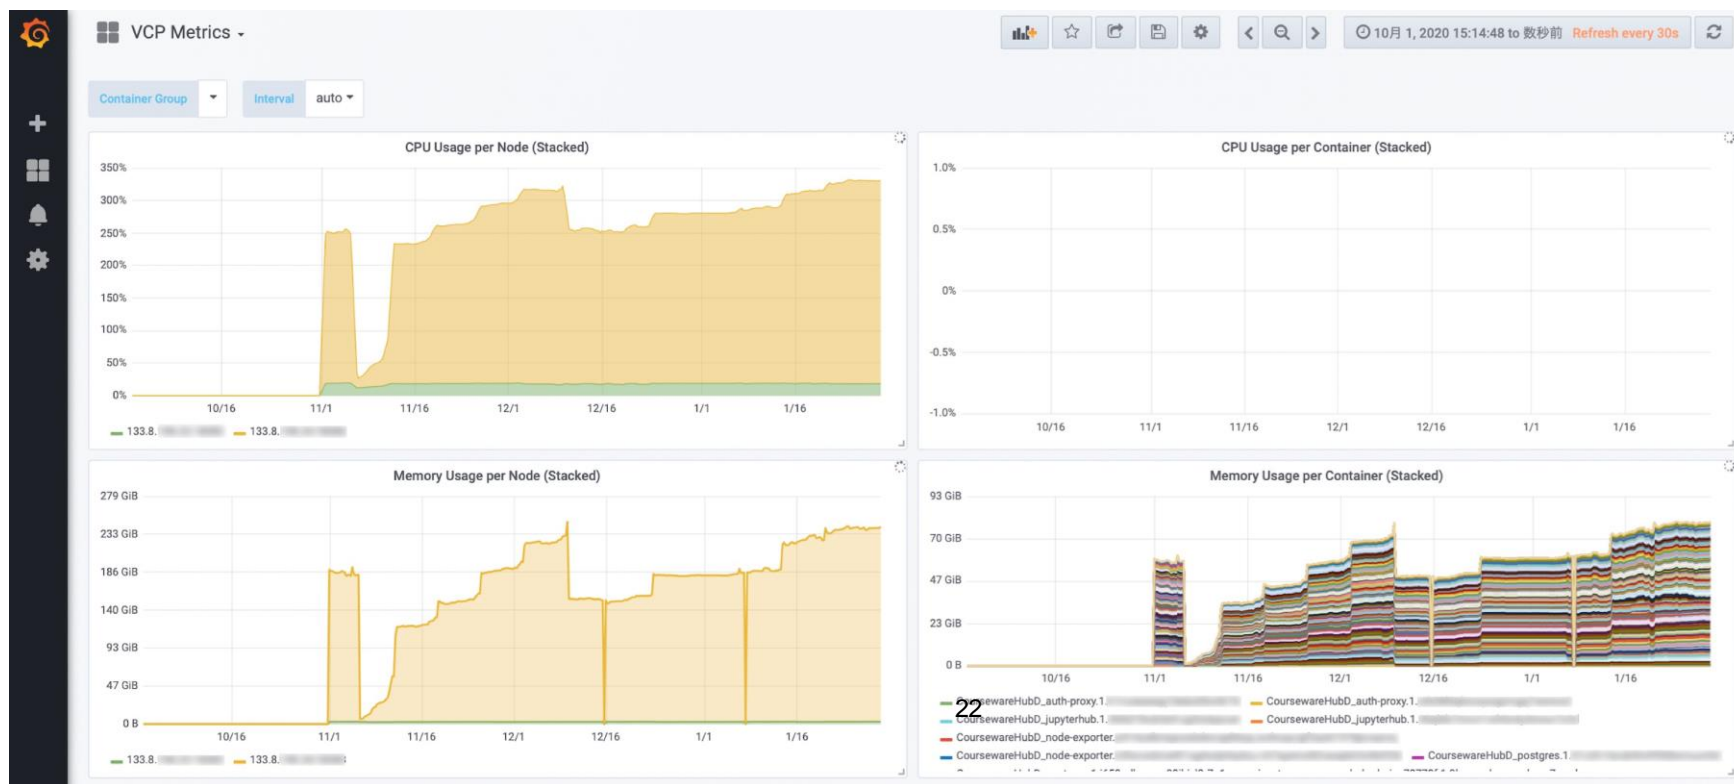 VCP Metrics
10月 1, 2020 15:14:48 to 数秒前 Refresh every 30s
Container Group
Interval auto
CPU Usage per Node (Stacked)
350%
300%
250%
200%
150%
100%
50%
0%
10/16 11/1 11/16 12/1 12/16 1/1 1/16
133.8. 133.8.
CPU Usage per Container (Stacked)
1.0%
0.5%
0%
-0.5%
-1.0%
10/16 11/1 11/16 12/1 12/16 1/1 1/16
Memory Usage per Node (Stacked)
279 GiB
233 GiB
186 GiB
140 GiB
93 GiB
47 GiB
0 B
10/16 11/1 11/16 12/1 12/16 1/1 1/16
133.8. 133.8.
Memory Usage per Container (Stacked)
93 GiB
70 GiB
47 GiB
23 GiB
0 B
10/16 11/1 11/16 12/1 12/16 1/1 1/16
CoursewareHubD_auth-proxy.1. CoursewareHubD_auth-proxy.1.
22
CoursewareHubD_jupyterhub.1. CoursewareHubD_jupyterhub.1.
CoursewareHubD_node-exporter.
CoursewareHubD_node-exporter. CoursewareHubD_postgres.1.